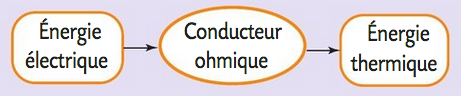 Énergie
électrique
Conducteur
ohmique
Énergie
thermique